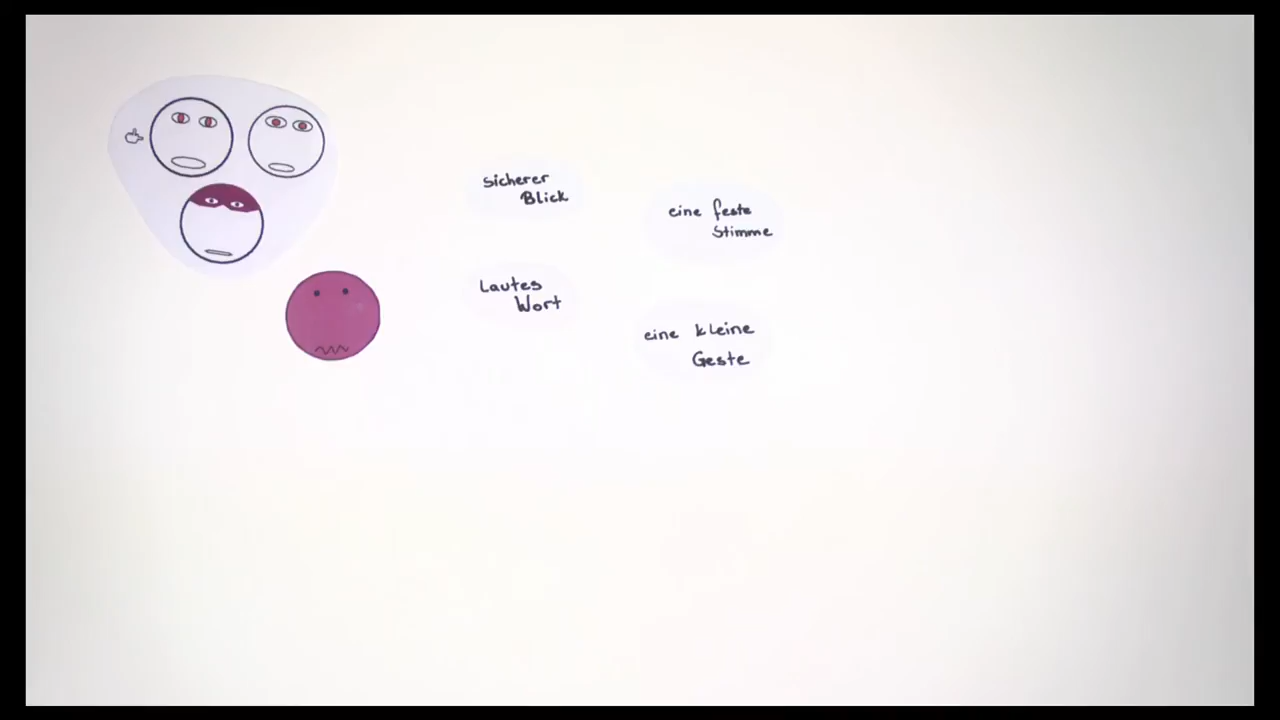 sicherer
Blick
eine feste
Stimme
Lautes
Wort
eine kleine
Geste